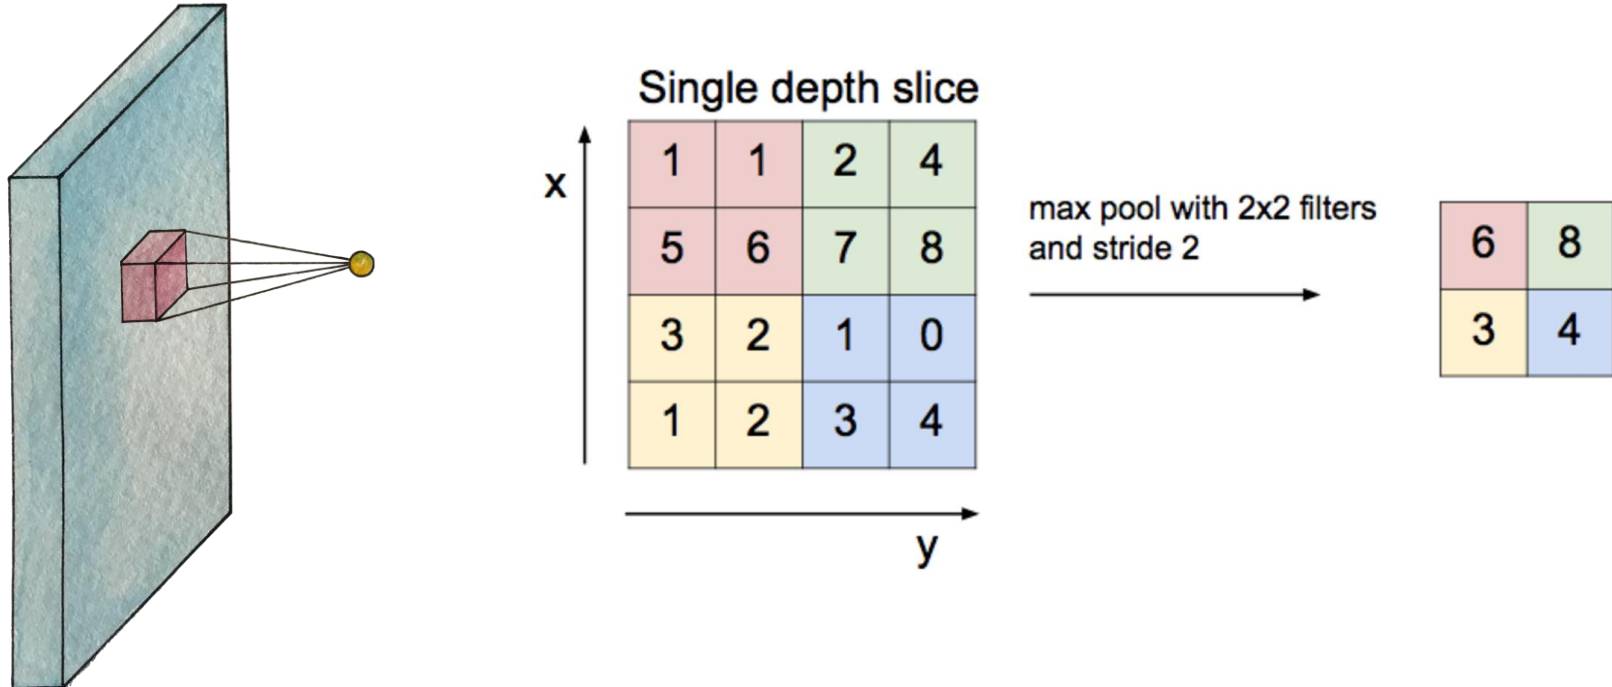 Single depth slice
x
1 1 2 4
5 6 7 8
3 2 1 0
1 2 3 4
y
max pool with 2x2 filters
and stride 2
6 8
3 4